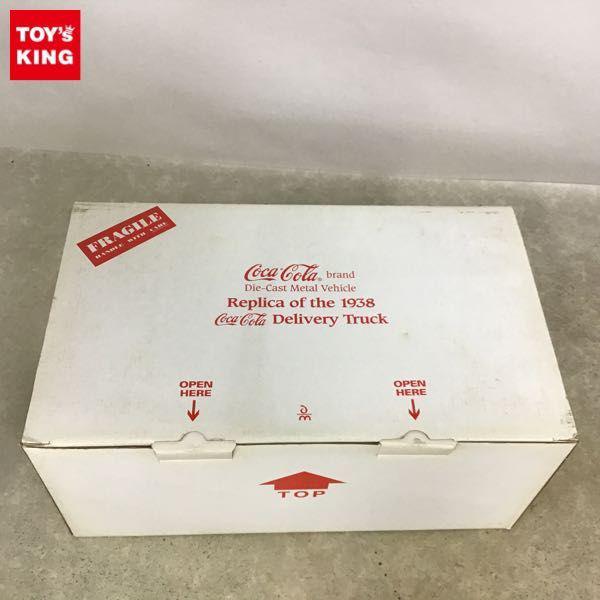 TOY'S
KING
FRAGILE
HANDLE WITH CARE
Coca-Cola® brand
Die-Cast Metal Vehicle
Replica of the 1938
Coca-Cola Delivery Truck
OPEN
HERE
OPEN
HERE
TOP